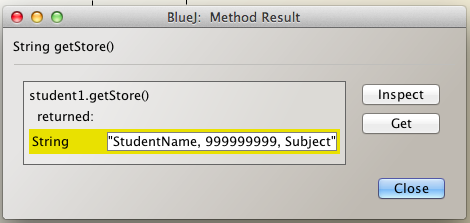 BlueJ: Method Result
String getStore()
student1.getStore()
returned:
String "StudentName, 999999999, Subject"
Inspect
Get
Close